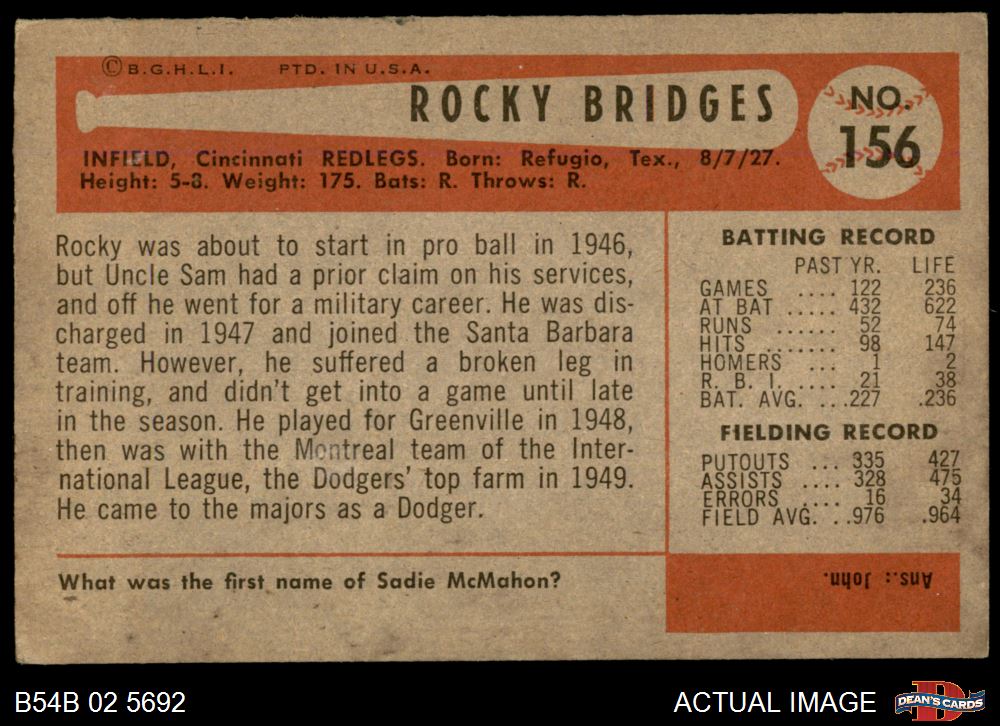 ©B.G.H.L.I. PTD. IN U.S.A.
ROCKY BRIDGES
NO.
156
INFIELD, Cincinnati REDLEGS. Born: Refugio, Tex., 8/7/27.
Height: 5-8. Weight: 175. Bats: R. Throws: R.
Rocky was about to start in pro ball in 1946,
but Uncle Sam had a prior claim on his services,
and off he went for a military career. He was dis-
charged in 1947 and joined the Santa Barbara
team. However, he suffered a broken leg in
training, and didn't get into a game until late
in the season. He played for Greenville in 1948,
then was with the Montreal team of the Inter-
national League, the Dodgers' top farm in 1949.
He came to the majors as a Dodger.
BATTING RECORD
PAST YR. LIFE
GAMES .... 122 236
AT BAT ..... 432 622
RUNS ...... 52 74
HITS ....... 98 147
HOMERS 1 2
R. B. I. .... 21 38
BAT. AVG. ...227 .236
FIELDING RECORD
PUTOUTS ... 335 427
ASSISTS .... 328 475
ERRORS .... 16 34
FIELD AVG. ..976 .964
What was the first name of Sadie McMahon?
Ans.: John.
B54B 02 5692
ACTUAL IMAGE
DEAN'S CARDS